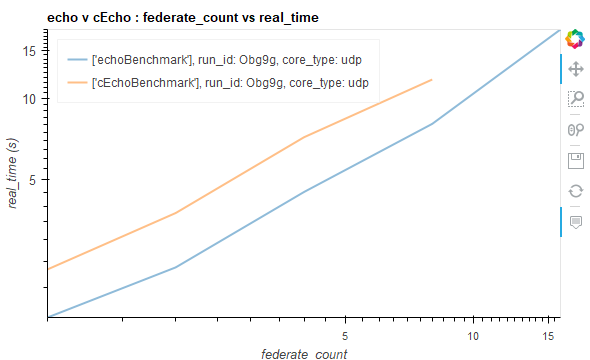 echo v cEcho : federate_count vs real_time
['echoBenchmark'], run_id: Obg9g, core_type: udp
['cEchoBenchmark'], run_id: Obg9g, core_type: udp
15
10
5
real_time (s)
5
10
15
federate_count